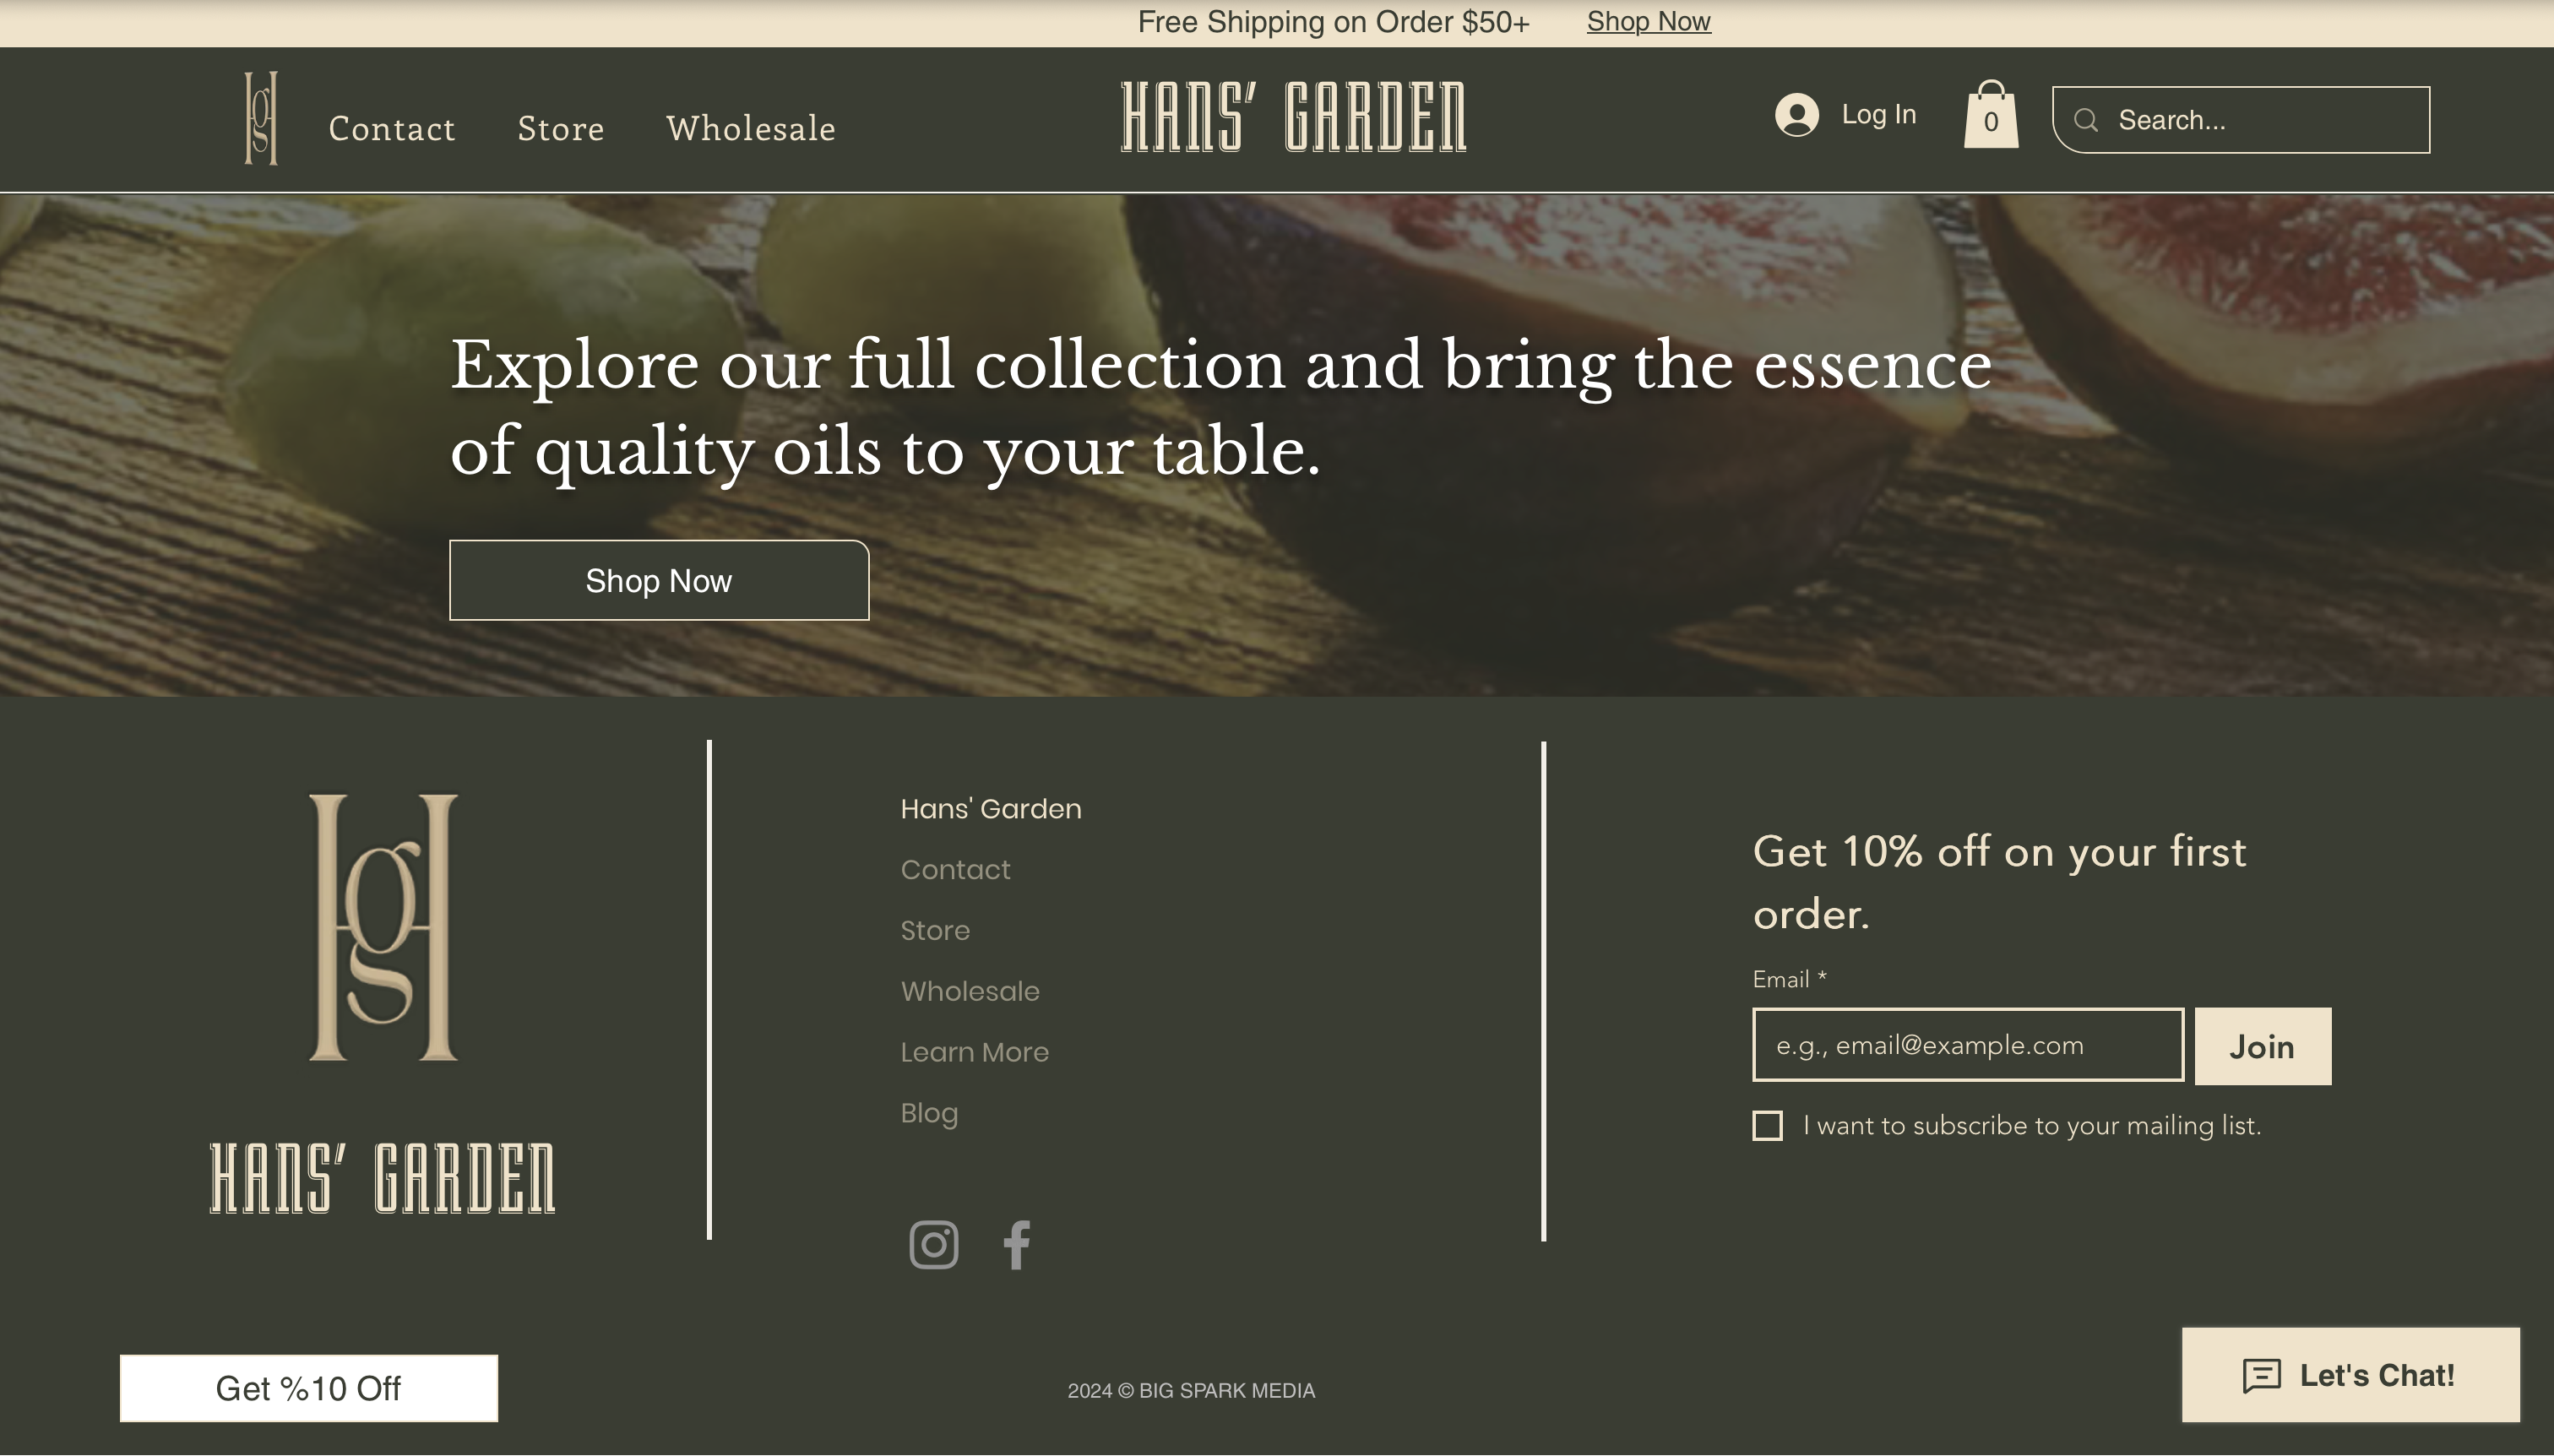 Free Shipping on Order $50+ Shop Now
Contact Store Wholesale
HANS' GARDEN
Log In
0
Search...
Explore our full collection and bring the essence
of quality oils to your table.
Shop Now
HgS
HANS' GARDEN
Hans' Garden
Contact
Store
Wholesale
Learn More
Blog
Get 10% off on your first
order.
Email *
e.g., email@example.com
Join
I want to subscribe to your mailing list.
Get %10 Off
2024 © BIG SPARK MEDIA
Let's Chat!